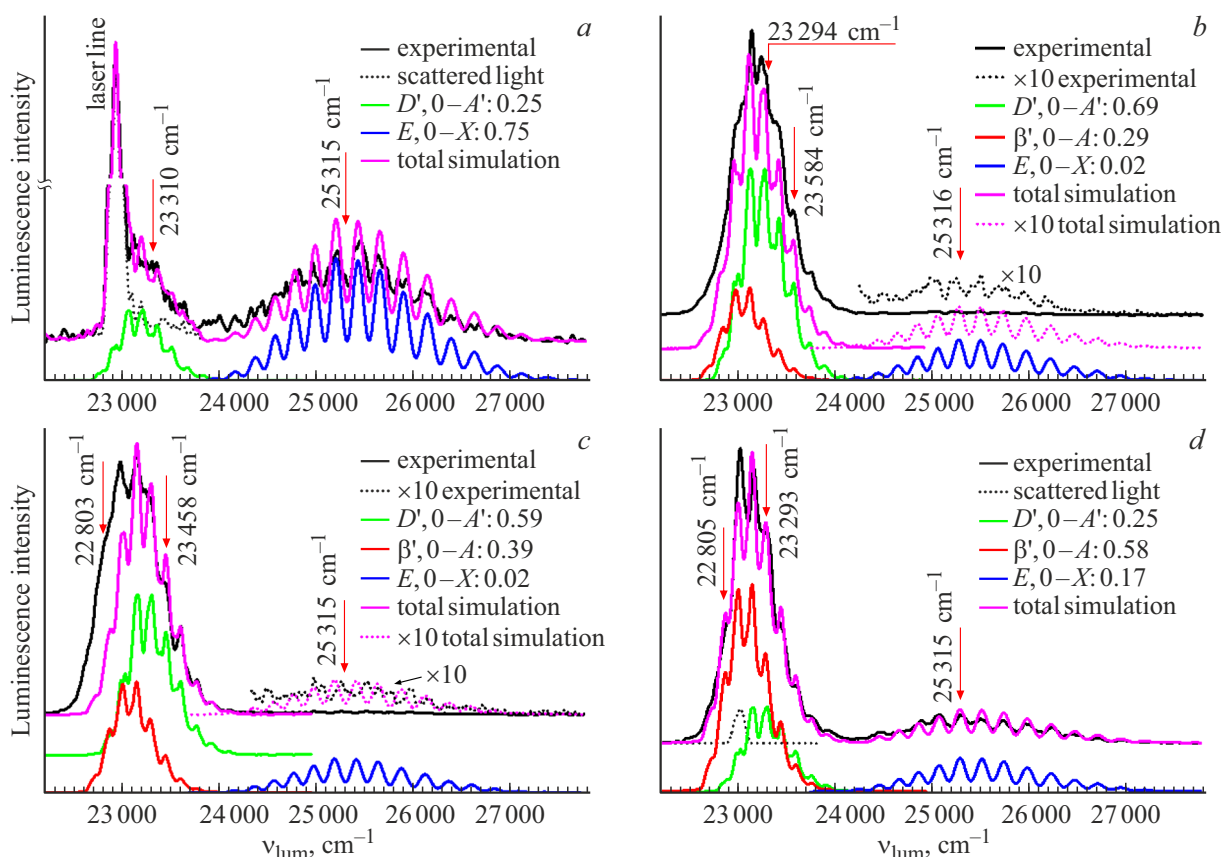 a
laser line
23 310 cm⁻¹
25 315 cm⁻¹
experimental
scattered light
D', 0–A': 0.25
E, 0–X: 0.75
total simulation
Luminescence intensity
23 000 24 000 25 000 26 000 27 000
b
23 294 cm⁻¹
23 584 cm⁻¹
25 316 cm⁻¹
×10
experimental
×10 experimental
D', 0–A': 0.69
β', 0–A: 0.29
E, 0–X: 0.02
total simulation
×10 total simulation
Luminescence intensity
23 000 24 000 25 000 26 000 27 000
c
22 803 cm⁻¹
23 458 cm⁻¹
25 315 cm⁻¹
×10
experimental
×10 experimental
D', 0–A': 0.59
β', 0–A: 0.39
E, 0–X: 0.02
total simulation
×10 total simulation
Luminescence intensity
23 000 24 000 25 000 26 000 27 000
νlum, cm⁻¹
d
22 805 cm⁻¹
23 293 cm⁻¹
25 315 cm⁻¹
experimental
scattered light
D', 0–A': 0.25
β', 0–A: 0.58
E, 0–X: 0.17
total simulation
Luminescence intensity
23 000 24 000 25 000 26 000 27 000
νlum, cm⁻¹